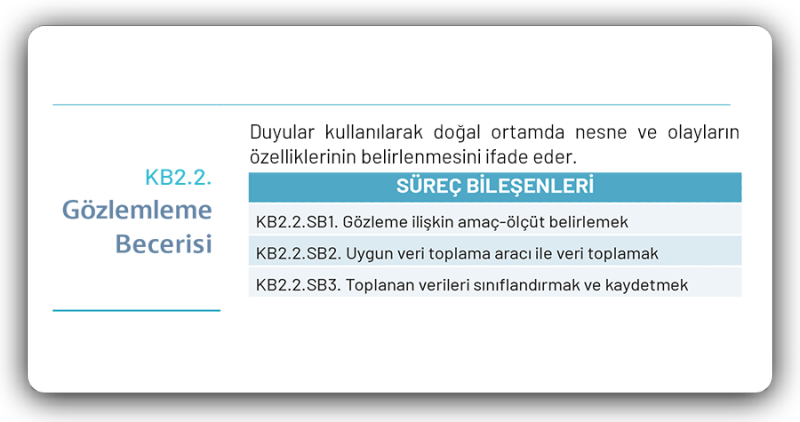 KB2.2.
Gözlemleme
Becerisi
Duyular kullanılarak doğal ortamda nesne ve olayların
özelliklerinin belirlenmesini ifade eder.
SÜREÇ BİLEŞENLERİ
KB2.2.SB1. Gözleme ilişkin amaç-ölçüt belirlemek
KB2.2.SB2. Uygun veri toplama aracı ile veri toplamak
KB2.2.SB3. Toplanan verileri sınıflandırmak ve kaydetmek